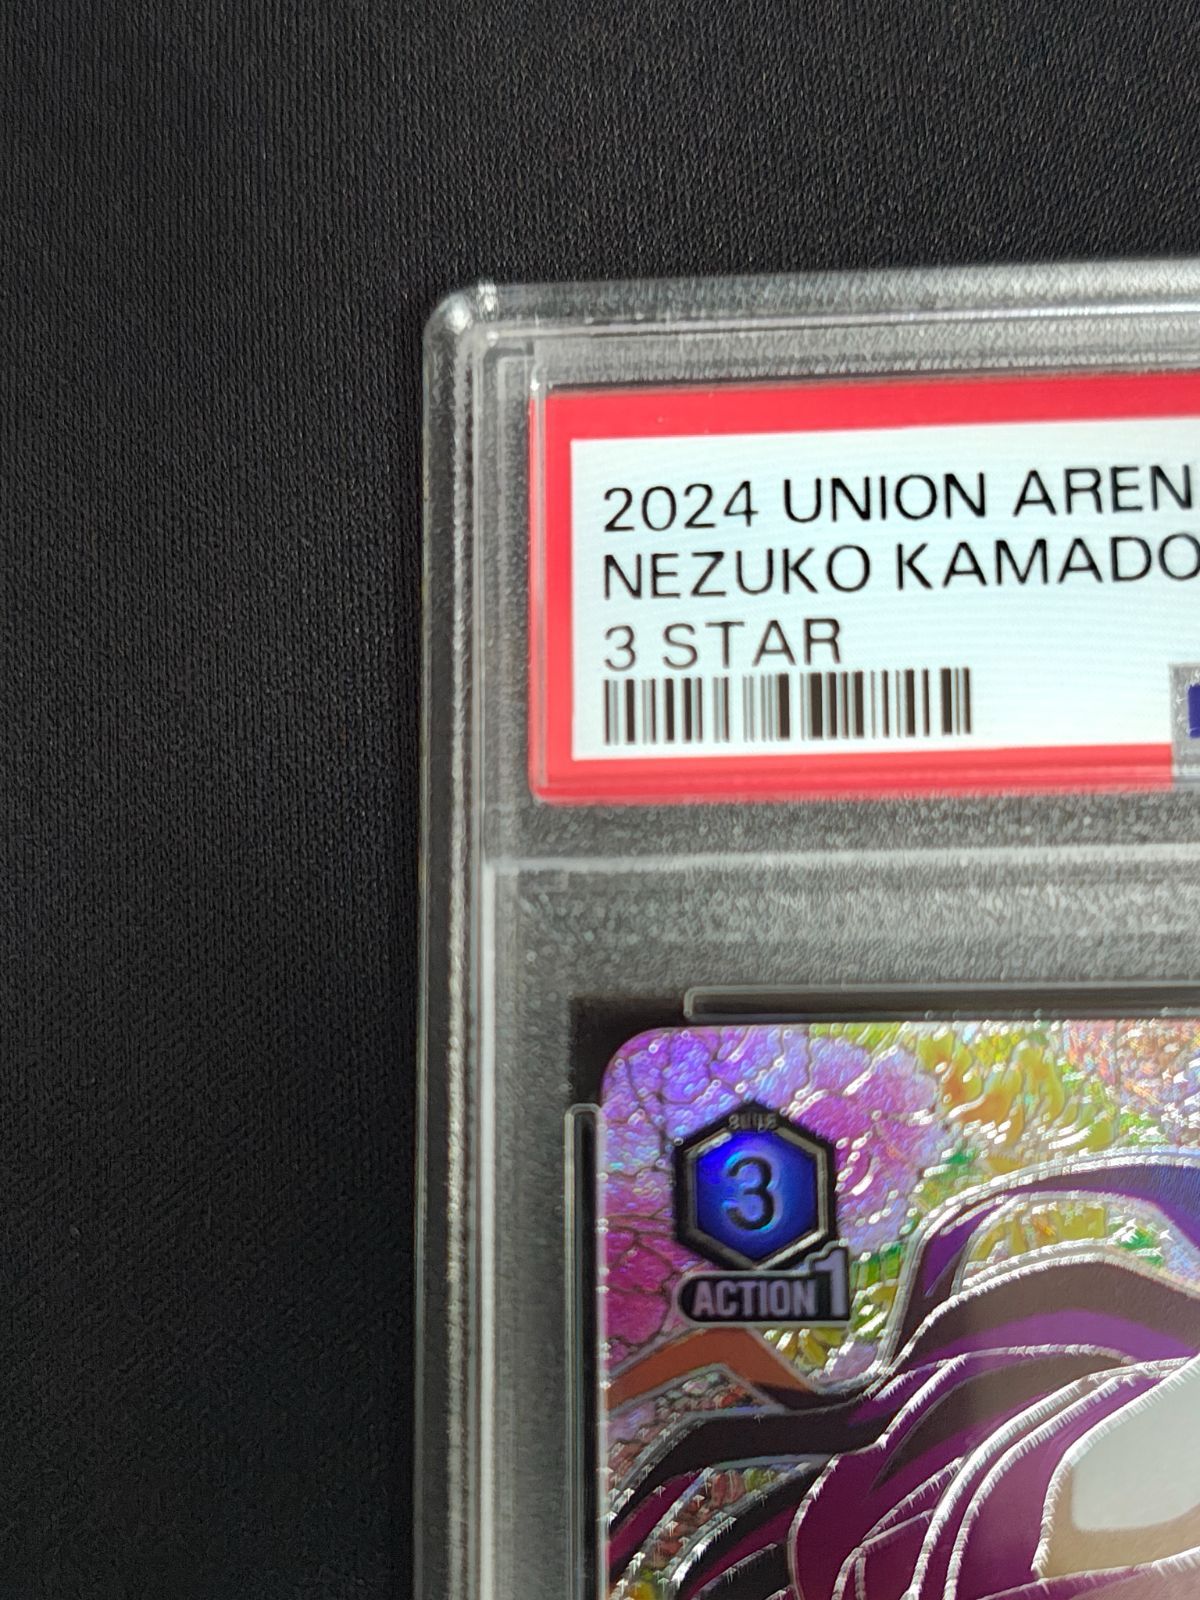 2024 UNION AREN
NEZUKO KAMADO
3 STAR
3
ACTION 1